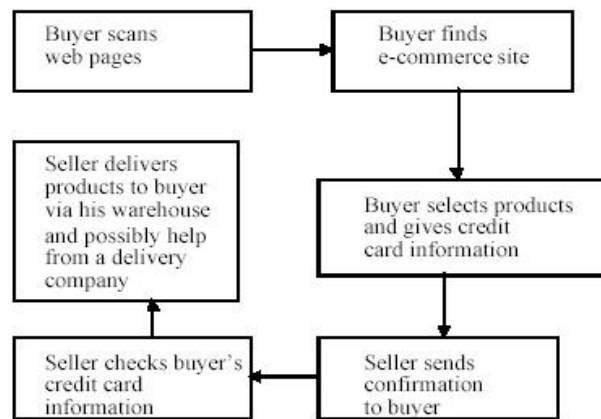 Buyer scans
web pages
Buyer finds
e-commerce site
Buyer selects products
and gives credit
card information
Seller sends
confirmation
to buyer
Seller checks buyer's
credit card
information
Seller delivers
products to buyer
via his warehouse
and possibly help
from a delivery
company